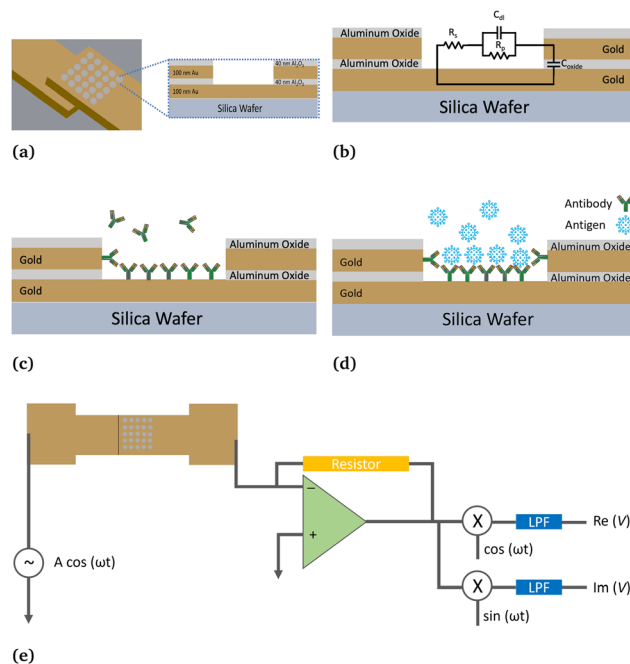 40 nm Al₂O₃
100 nm Au
40 nm Al₂O₃
100 nm Au
Silica Wafer
(a)
Aluminum Oxide
Cdl
Rs
Rp
Gold
Aluminum Oxide
Coxide
Gold
Silica Wafer
(b)
Aluminum Oxide
Gold
Aluminum Oxide
Gold
Silica Wafer
(c)
Antibody
Antigen
Aluminum Oxide
Gold
Aluminum Oxide
Gold
Silica Wafer
(d)
Resistor
−
+
~
A cos (ωt)
X
LPF
Re (V)
cos (ωt)
X
LPF
Im (V)
sin (ωt)
(e)